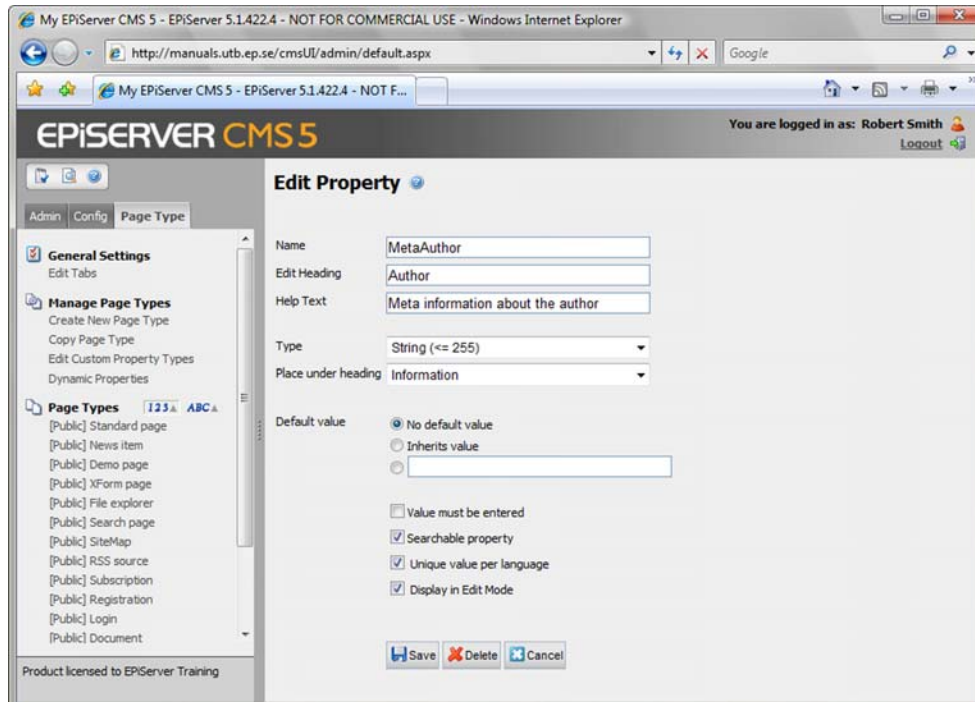 My EPiServer CMS 5 - EPiServer 5.1.422.4 - NOT FOR COMMERCIAL USE - Windows Internet Explorer
http://manuals.utb.ep.se/cmsUI/admin/default.aspx
Google
My EPiServer CMS 5 - EPiServer 5.1.422.4 - NOT F...
EPiSERVER CMS 5
You are logged in as: Robert Smith
Logout
Admin Config Page Type
General Settings
Edit Tabs
Manage Page Types
Create New Page Type
Copy Page Type
Edit Custom Property Types
Dynamic Properties
Page Types 123 ABC
[Public] Standard page
[Public] News item
[Public] Demo page
[Public] XForm page
[Public] File explorer
[Public] Search page
[Public] SiteMap
[Public] RSS source
[Public] Subscription
[Public] Registration
[Public] Login
[Public] Document
Product licensed to EPiServer Training
Edit Property
Name MetaAuthor
Edit Heading Author
Help Text Meta information about the author
Type String (<= 255)
Place under heading Information
Default value No default value
Inherits value
Value must be entered
Searchable property
Unique value per language
Display in Edit Mode
Save Delete Cancel